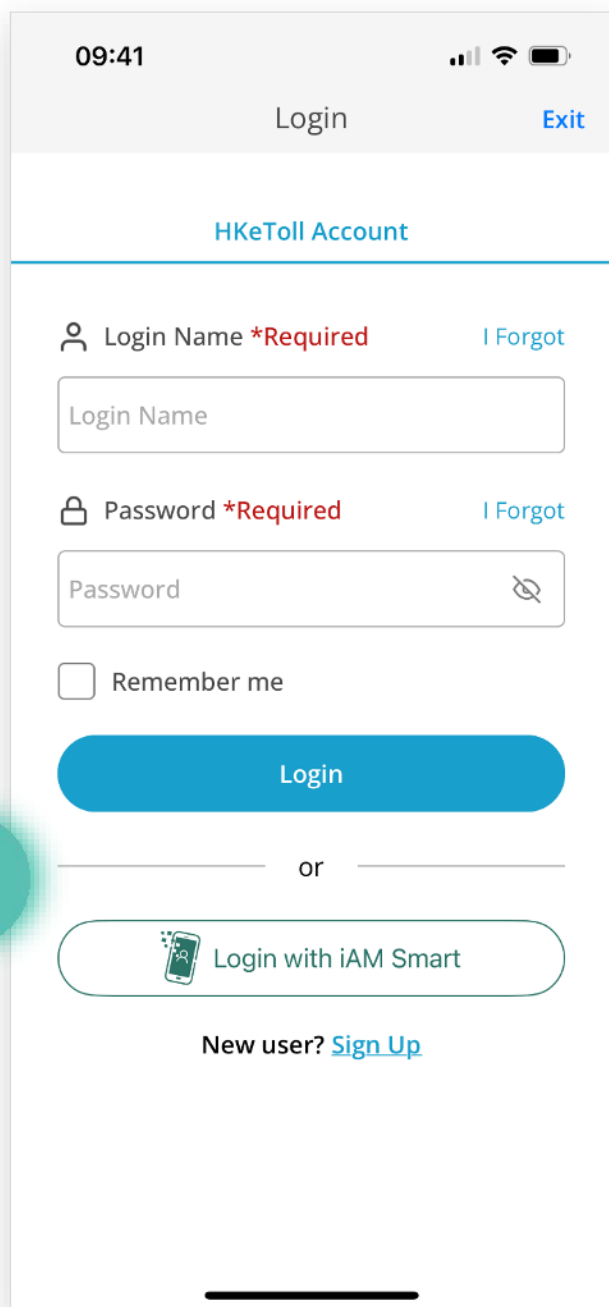 09:41
Login
Exit
HKeToll Account
Login Name *Required
I Forgot
Login Name
Password *Required
I Forgot
Password
Remember me
Login
or
Login with iAM Smart
New user? Sign Up